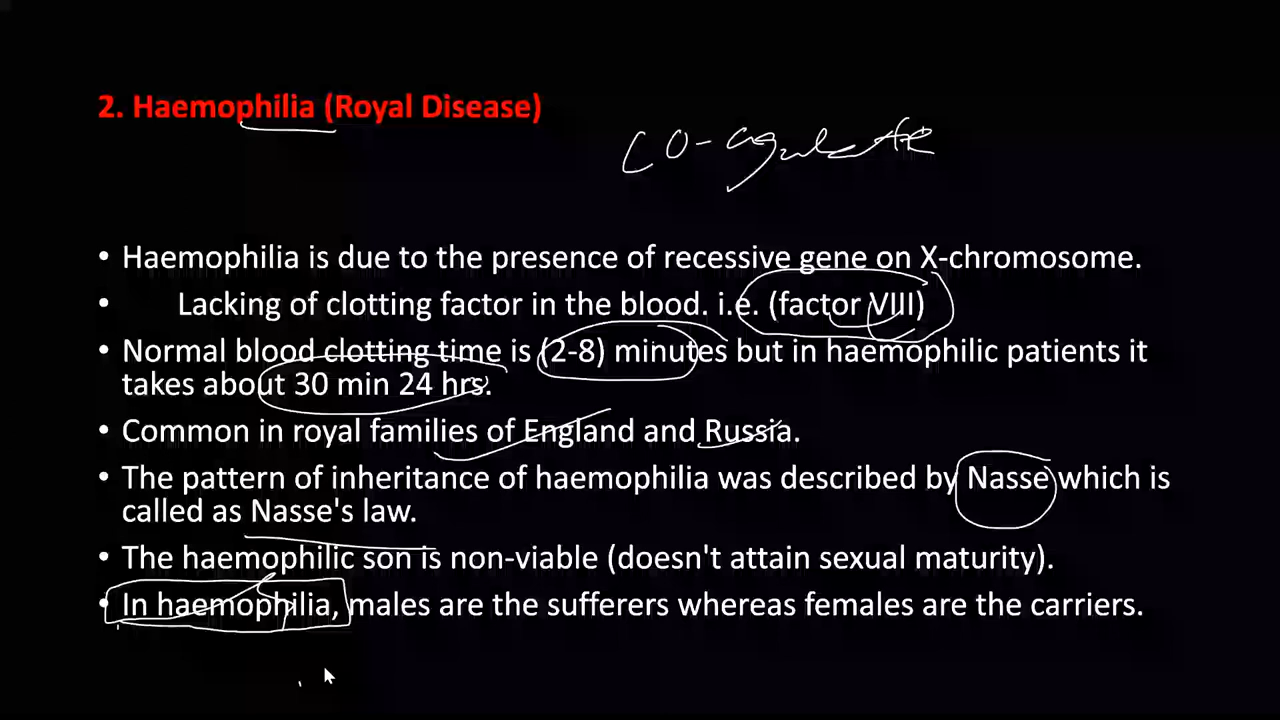 2. Haemophilia (Royal Disease)
co-agulate
• Haemophilia is due to the presence of recessive gene on X-chromosome.
• Lacking of clotting factor in the blood. i.e. (factor VIII)
• Normal blood clotting time is (2-8) minutes but in haemophilic patients it
takes about 30 min 24 hrs.
• Common in royal families of England and Russia.
• The pattern of inheritance of haemophilia was described by Nasse which is
called as Nasse's law.
• The haemophilic son is non-viable (doesn't attain sexual maturity).
• In haemophilia, males are the sufferers whereas females are the carriers.